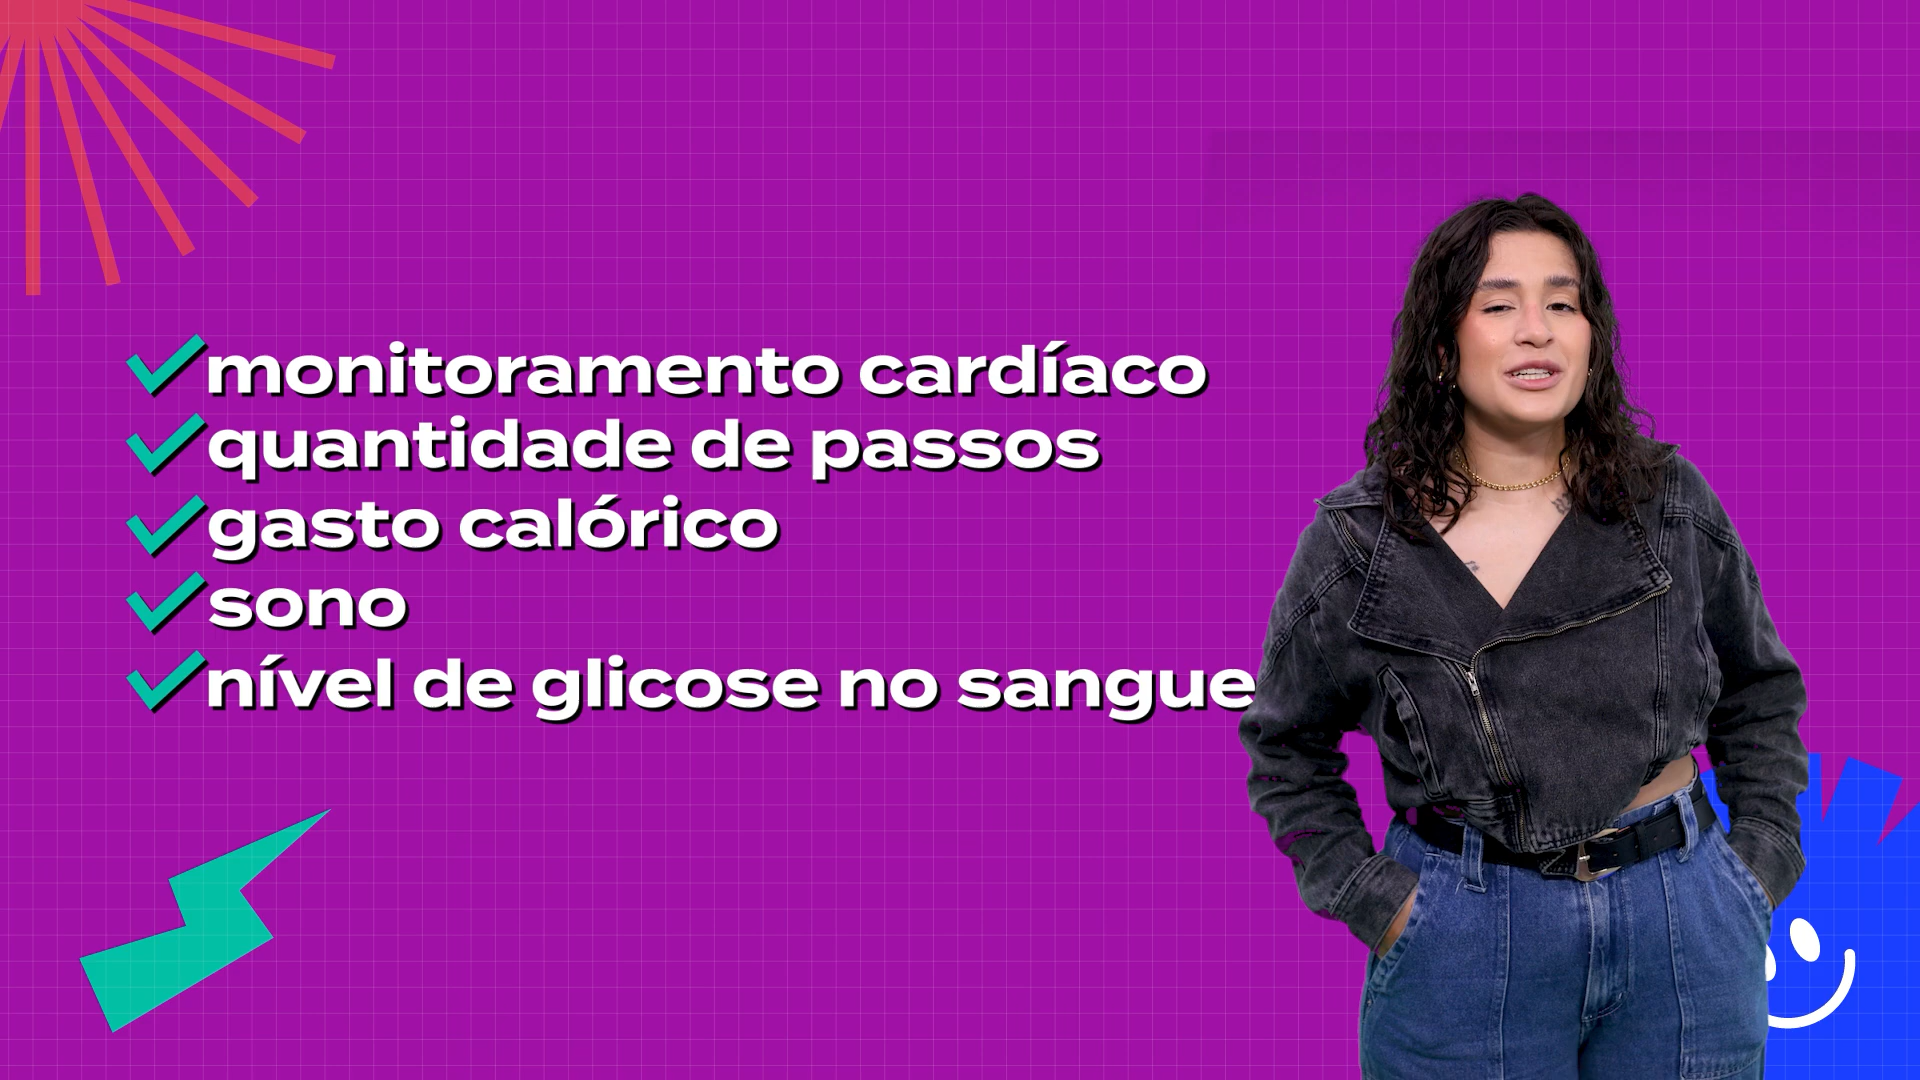 monitoramento cardíaco
quantidade de passos
gasto calórico
sono
nível de glicose no sangue